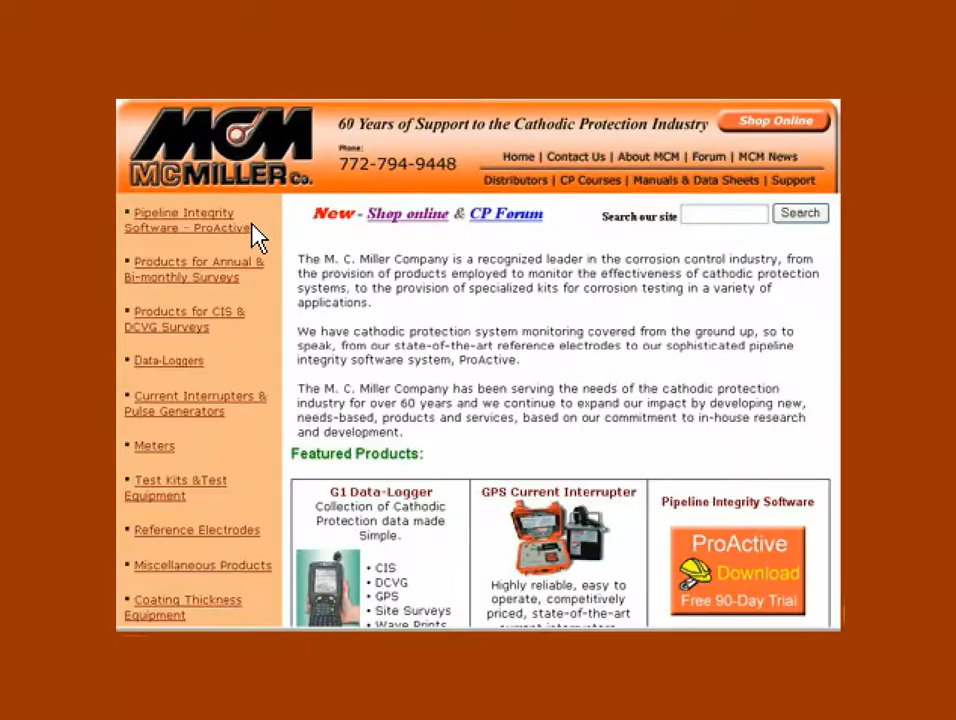 MCM
MCMILLER Co.
60 Years of Support to the Cathodic Protection Industry
Shop Online
Phone:
772-794-9448
Home | Contact Us | About MCM | Forum | MCM News
Distributors | CP Courses | Manuals & Data Sheets | Support
▪ Pipeline Integrity
Software - ProActive
▪ Products for Annual &
Bi-monthly Surveys
▪ Products for CIS &
DCVG Surveys
▪ Data-Loggers
▪ Current Interrupters &
Pulse Generators
▪ Meters
▪ Test Kits &Test
Equipment
▪ Reference Electrodes
▪ Miscellaneous Products
▪ Coating Thickness
Equipment
New - Shop online & CP Forum
Search our site
Search
The M. C. Miller Company is a recognized leader in the corrosion control industry, from
the provision of products employed to monitor the effectiveness of cathodic protection
systems, to the provision of specialized kits for corrosion testing in a variety of
applications.
We have cathodic protection system monitoring covered from the ground up, so to
speak, from our state-of-the-art reference electrodes to our sophisticated pipeline
integrity software system, ProActive.
The M. C. Miller Company has been serving the needs of the cathodic protection
industry for over 60 years and we continue to expand our impact by developing new,
needs-based, products and services, based on our commitment to in-house research
and development.
Featured Products:
G1 Data-Logger
Collection of Cathodic
Protection data made
Simple.
• CIS
• DCVG
• GPS
• Site Surveys
• Wave Prints
GPS Current Interrupter
Highly reliable, easy to
operate, competitively
priced, state-of-the-art
current interrupters
Pipeline Integrity Software
ProActive
Download
Free 90-Day Trial